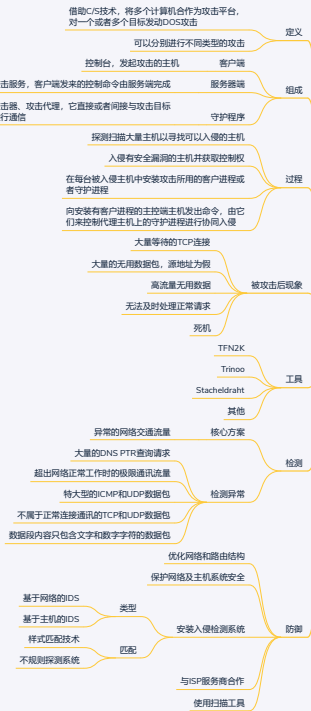 借助C/S技术，将多个计算机合作为攻击平台，
对一个或者多个目标发动DOS攻击
定义
可以分别进行不同类型的攻击
控制台，发起攻击的主机
客户端
击服务，客户端发来的控制命令由服务端完成
服务器端
组成
击器、攻击代理，它直接或者间接与攻击目标
行通信
守护程序
探测扫描大量主机以寻找可以入侵的主机
入侵有安全漏洞的主机并获取控制权
过程
在每台被入侵主机中安装攻击所用的客户进程或
者守护进程
向安装有客户进程的主控端主机发出命令，由它
们来控制代理主机上的守护进程进行协同入侵
大量等待的TCP连接
大量的无用数据包，源地址为假
高流量无用数据
被攻击后现象
无法及时处理正常请求
死机
TFN2K
Trinoo
工具
Stacheldraht
其他
异常的网络交通流量
核心方案
大量的DNS PTR查询请求
检测
超出网络正常工作时的极限通讯流量
特大型的ICMP和UDP数据包
检测异常
不属于正常连接通讯的TCP和UDP数据包
数据段内容只包含文字和数字字符的数据包
优化网络和路由结构
保护网络及主机系统安全
基于网络的IDS
类型
基于主机的IDS
安装入侵检测系统
防御
样式匹配技术
匹配
不规则探测系统
与ISP服务商合作
使用扫描工具